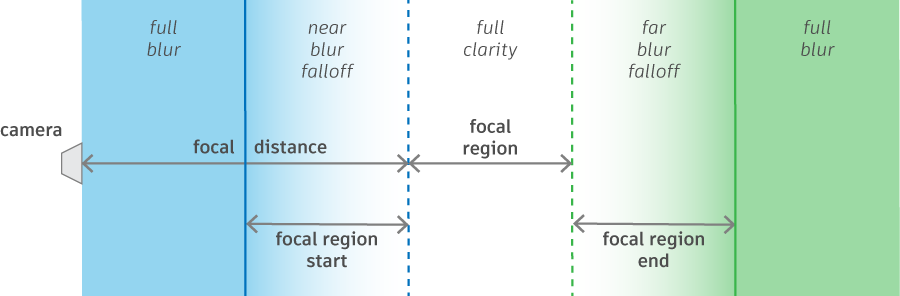 full
blur
near
blur
falloff
full
clarity
far
blur
falloff
full
blur
camera
focal distance
focal
region
focal region
start
focal region
end